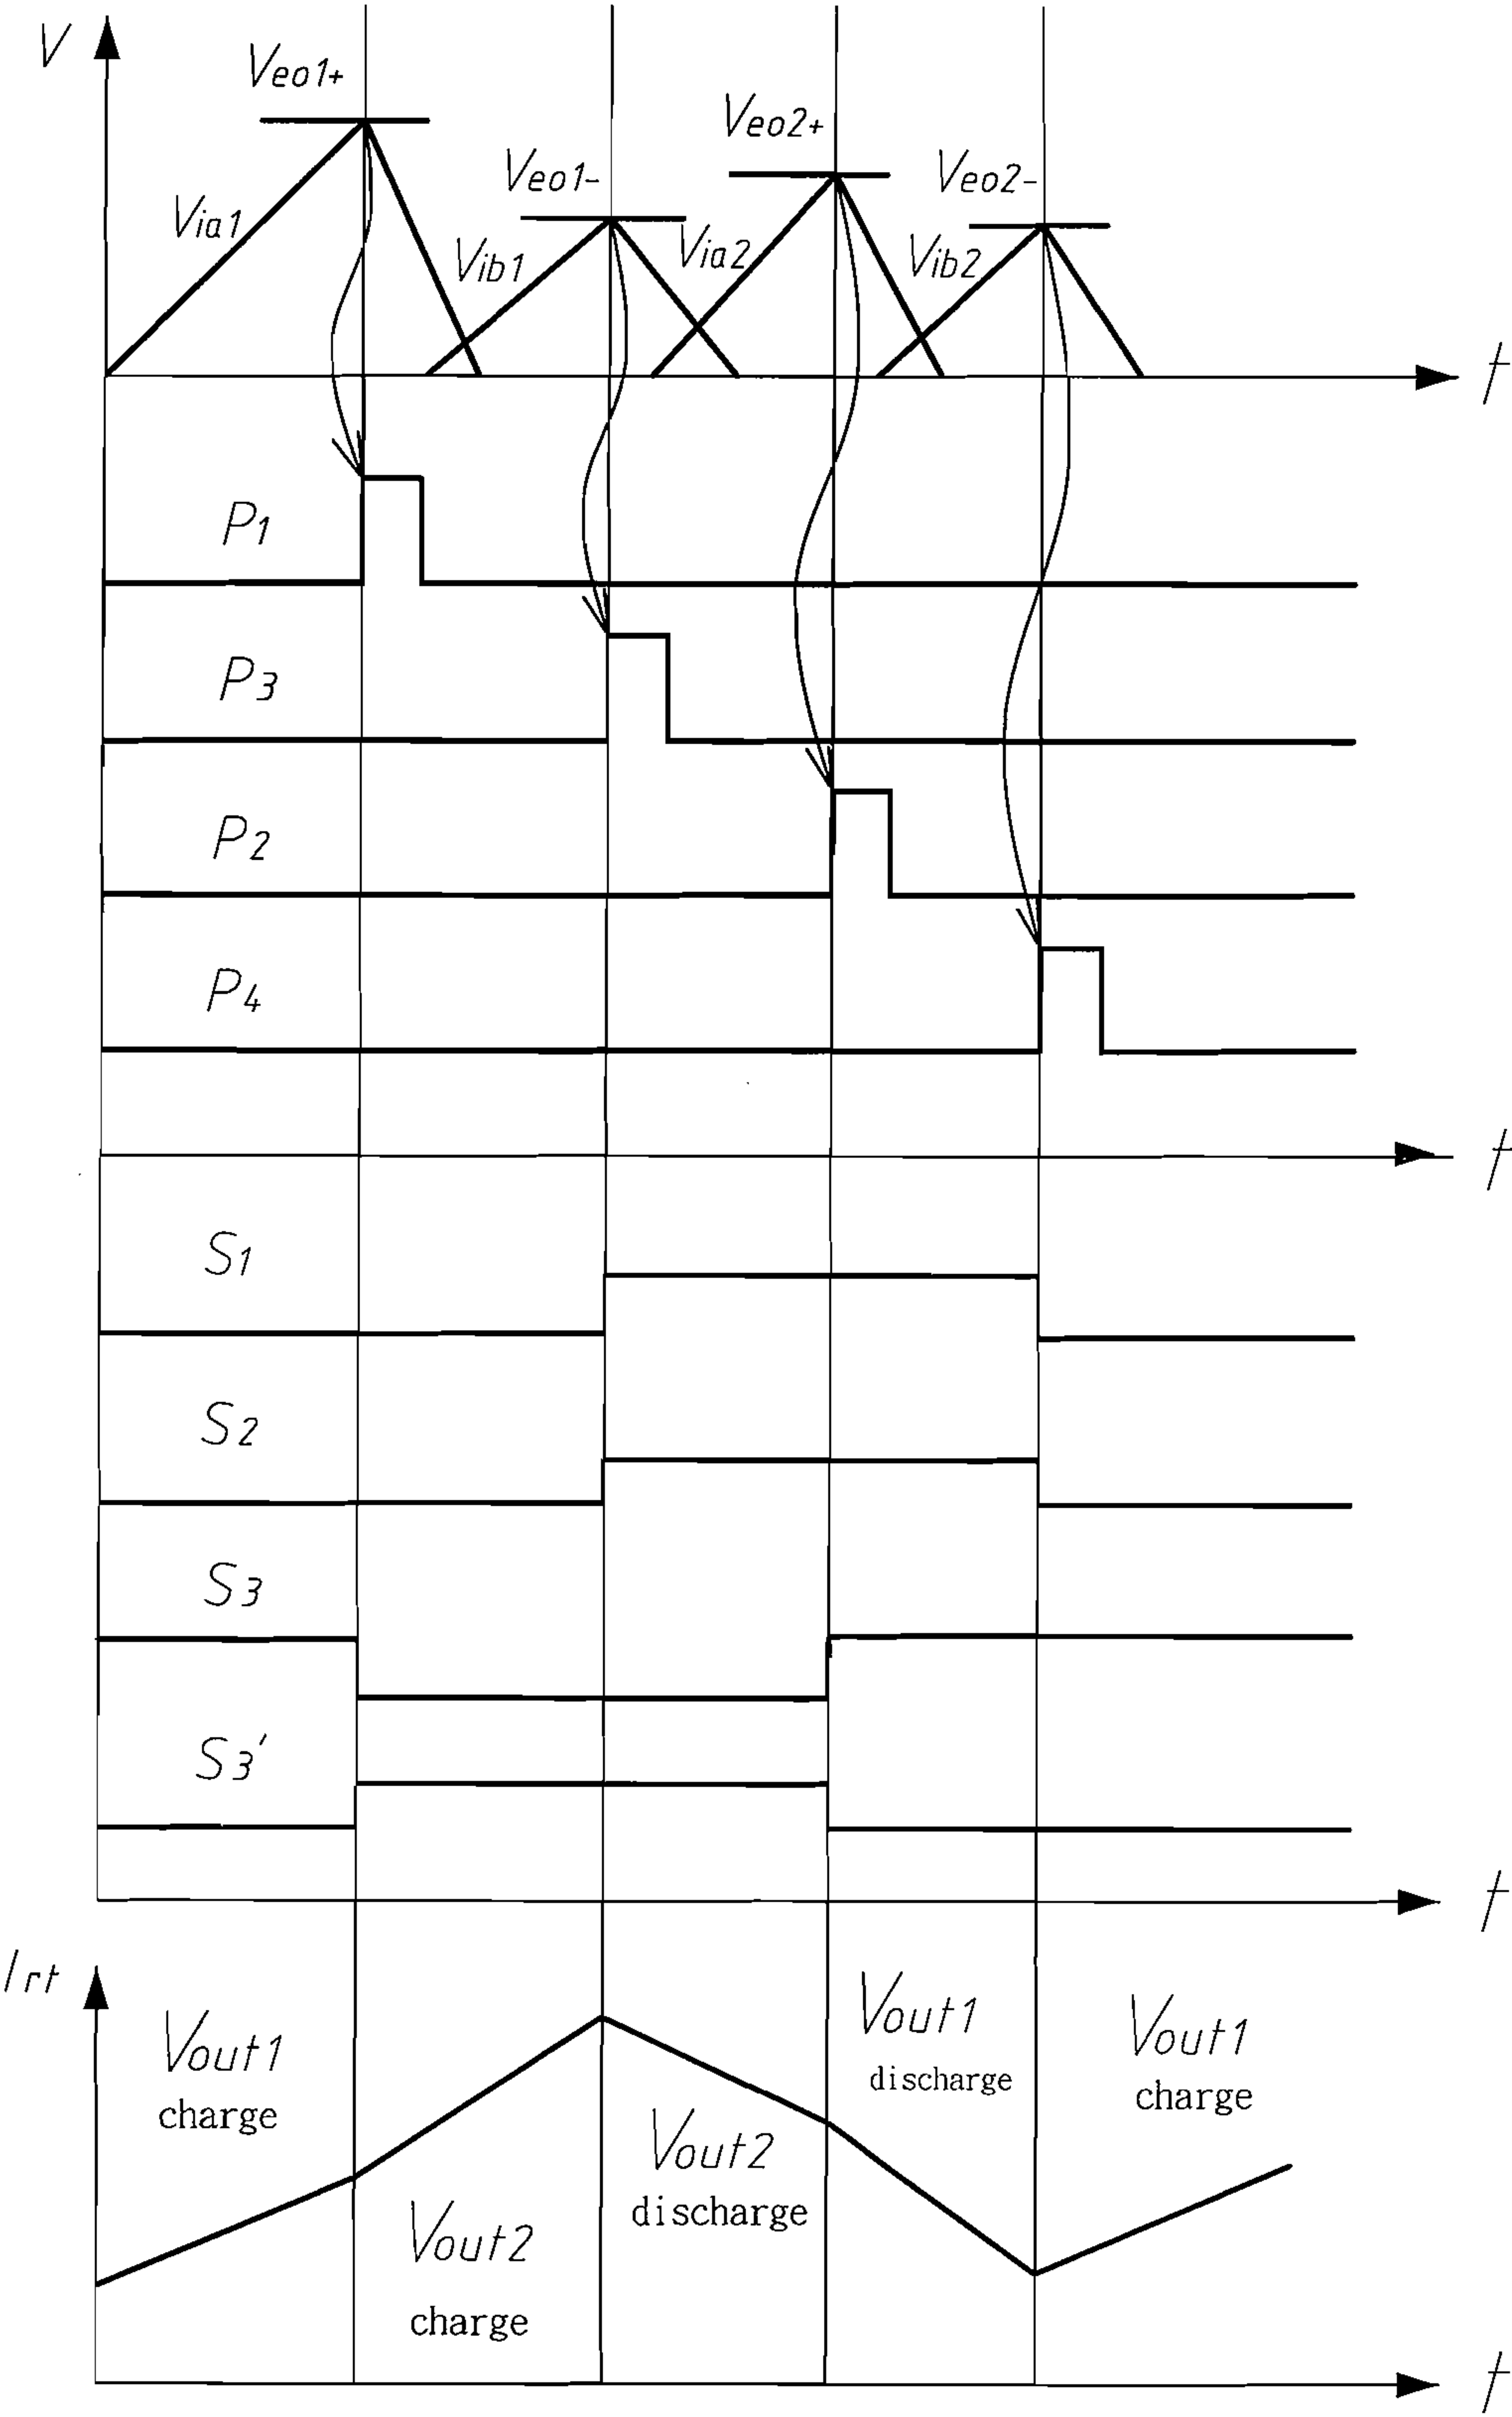 V
Veo1+
Veo2+
Veo1-
Veo2-
Via1
Vib1
Via2
Vib2
t
P1
P3
P2
P4
t
S1
S2
S3
S3'
t
Irt
Vout1
charge
Vout2
charge
Vout2
discharge
Vout1
discharge
Vout1
charge
t